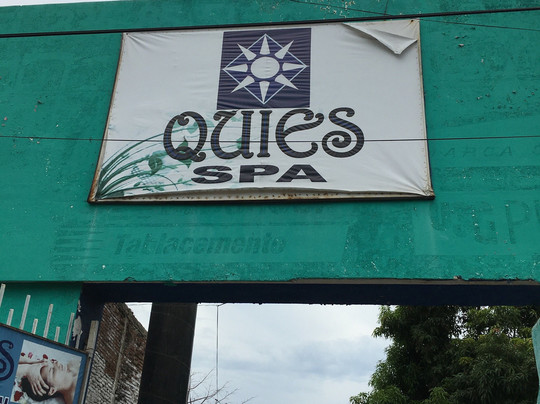 QUIES
SPA
Tablacemento
S